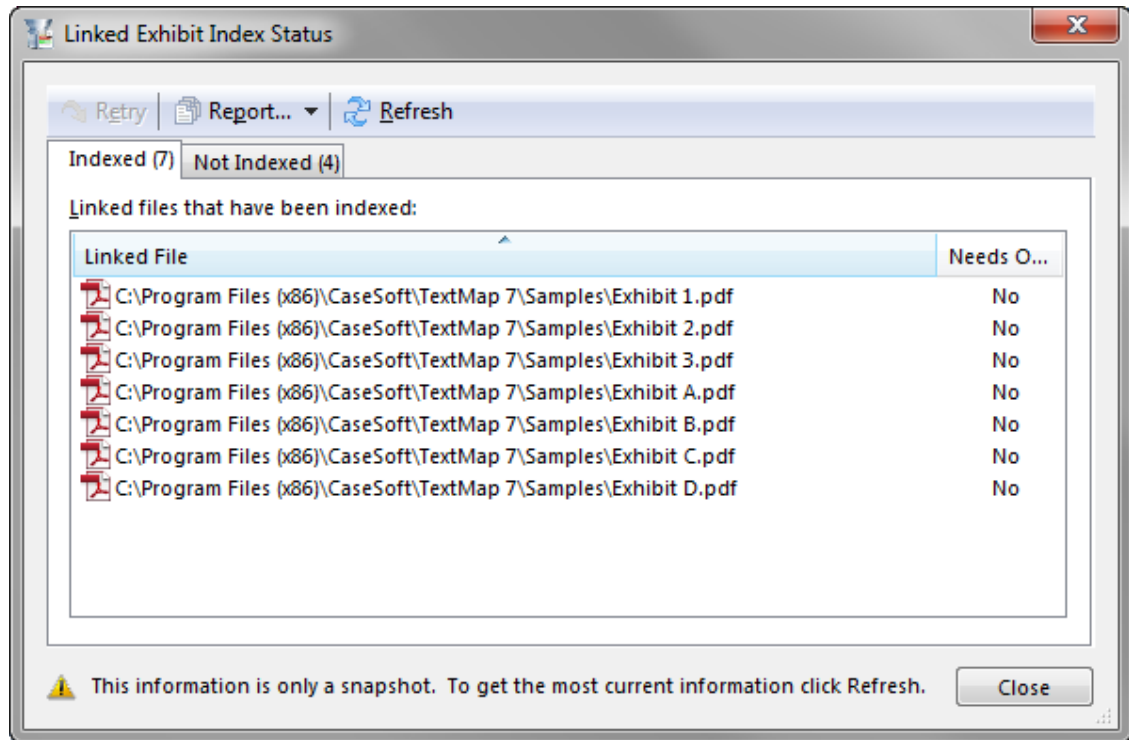 Linked Exhibit Index Status
Retry Report... Refresh
Indexed (7) Not Indexed (4)
Linked files that have been indexed:
Linked File Needs O...
C:\Program Files (x86)\CaseSoft\TextMap 7\Samples\Exhibit 1.pdf No
C:\Program Files (x86)\CaseSoft\TextMap 7\Samples\Exhibit 2.pdf No
C:\Program Files (x86)\CaseSoft\TextMap 7\Samples\Exhibit 3.pdf No
C:\Program Files (x86)\CaseSoft\TextMap 7\Samples\Exhibit A.pdf No
C:\Program Files (x86)\CaseSoft\TextMap 7\Samples\Exhibit B.pdf No
C:\Program Files (x86)\CaseSoft\TextMap 7\Samples\Exhibit C.pdf No
C:\Program Files (x86)\CaseSoft\TextMap 7\Samples\Exhibit D.pdf No
This information is only a snapshot. To get the most current information click Refresh. Close